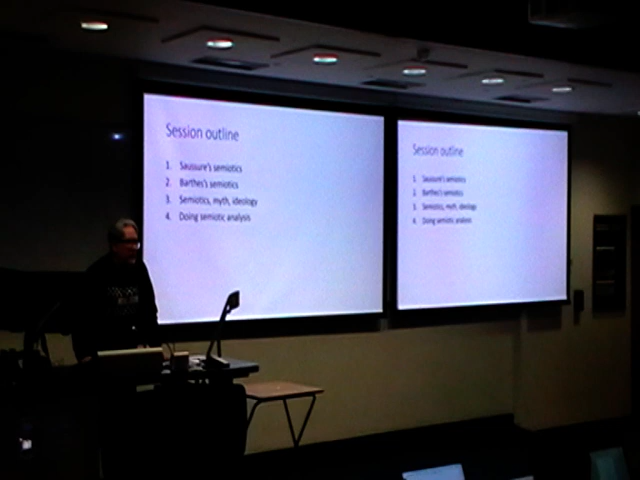 Session outline
1. Saussure's semiotics
2. Barthes's semiotics
3. Semiotics, myth, ideology
4. Doing semiotic analysis
Session outline
1. Saussure's semiotics
2. Barthes's semiotics
3. Semiotics, myth, ideology
4. Doing semiotic analysis